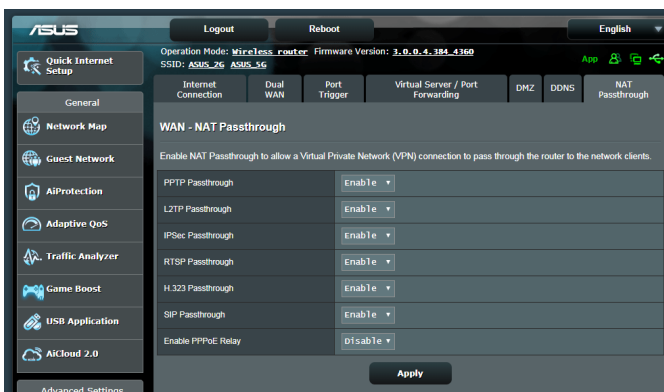 ASUS
Logout
Reboot
English
Quick Internet
Setup
Operation Mode: Wireless router Firmware Version: 3.0.0.4.384_4360
SSID: ASUS_2G ASUS_5G
App
General
Network Map
Guest Network
AiProtection
Adaptive QoS
Traffic Analyzer
Game Boost
USB Application
AiCloud 2.0
Advanced Settings
Internet
Connection
Dual
WAN
Port
Trigger
Virtual Server / Port
Forwarding
DMZ
DDNS
NAT
Passthrough
WAN - NAT Passthrough
Enable NAT Passthrough to allow a Virtual Private Network (VPN) connection to pass through the router to the network clients.
PPTP Passthrough Enable
L2TP Passthrough Enable
IPSec Passthrough Enable
RTSP Passthrough Enable
H.323 Passthrough Enable
SIP Passthrough Enable
Enable PPPoE Relay Disable
Apply